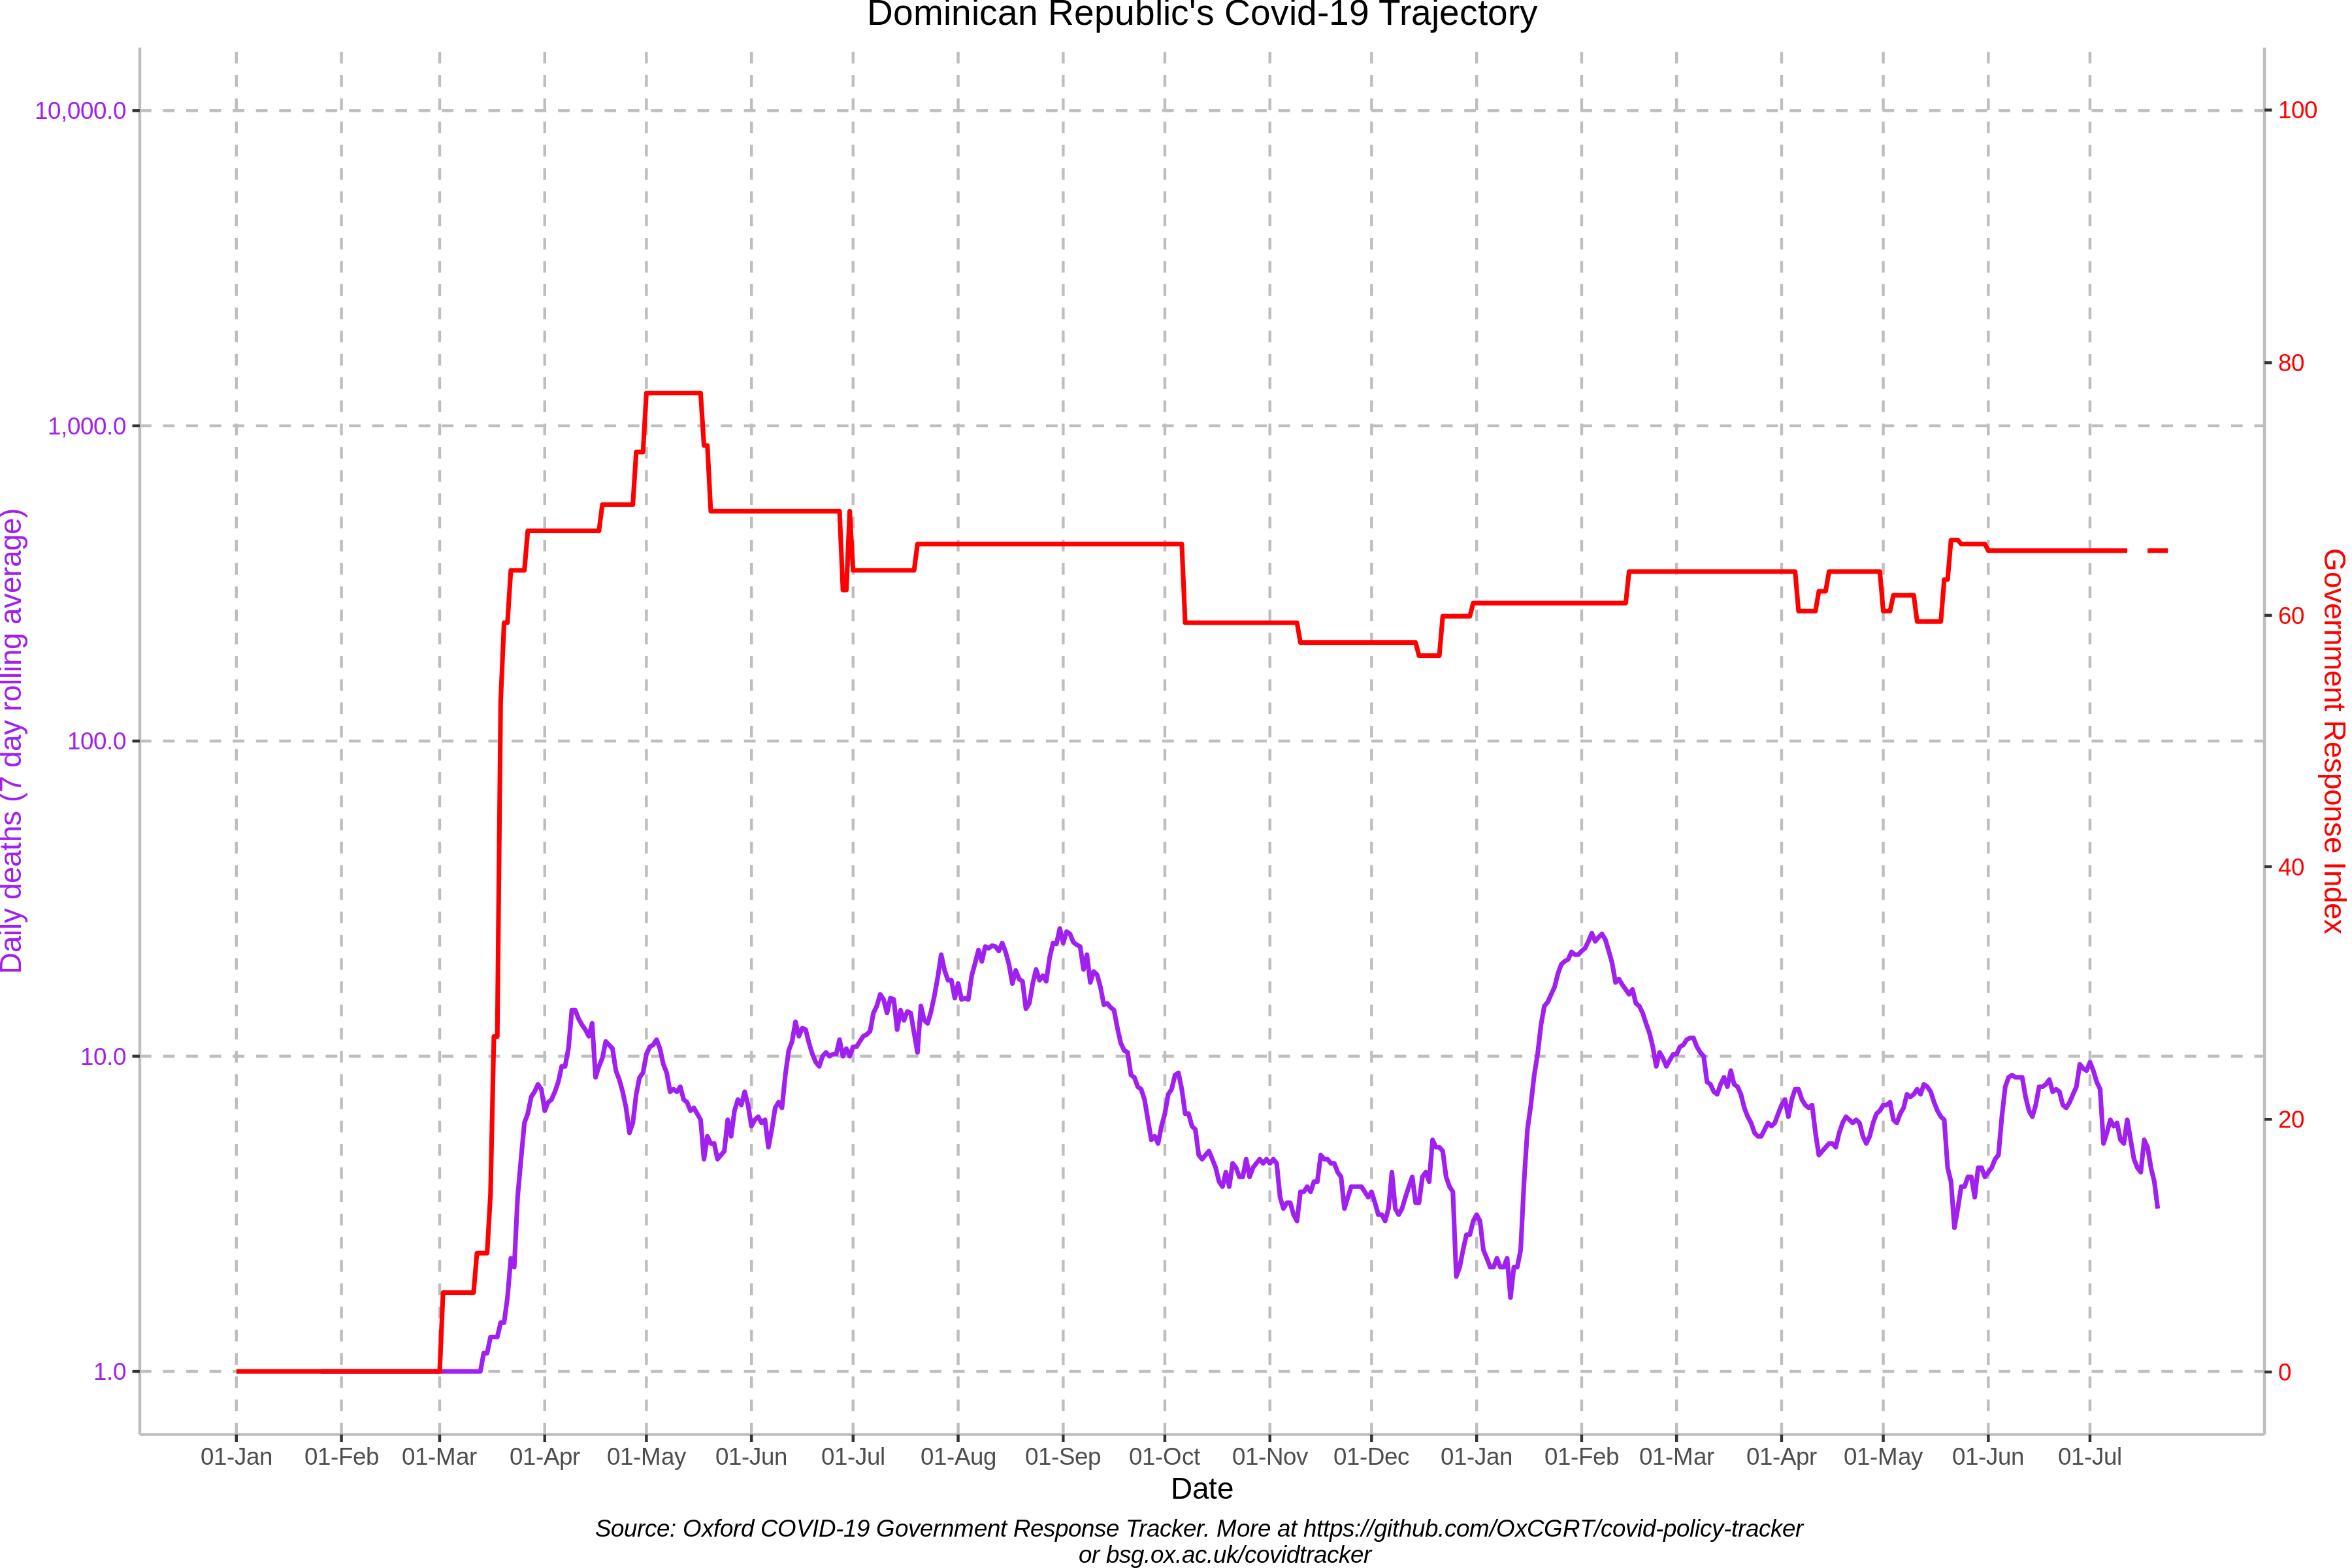 Dominican Republic's Covid-19 Trajectory
10,000.0
1,000.0
100.0
10.0
1.0
Daily deaths (7 day rolling average)
100
80
60
40
20
0
Government Response Index
01-Jan 01-Feb 01-Mar 01-Apr 01-May 01-Jun 01-Jul 01-Aug 01-Sep 01-Oct 01-Nov 01-Dec 01-Jan 01-Feb 01-Mar 01-Apr 01-May 01-Jun 01-Jul
Date
Source: Oxford COVID-19 Government Response Tracker. More at https://github.com/OxCGRT/covid-policy-tracker
or bsg.ox.ac.uk/covidtracker